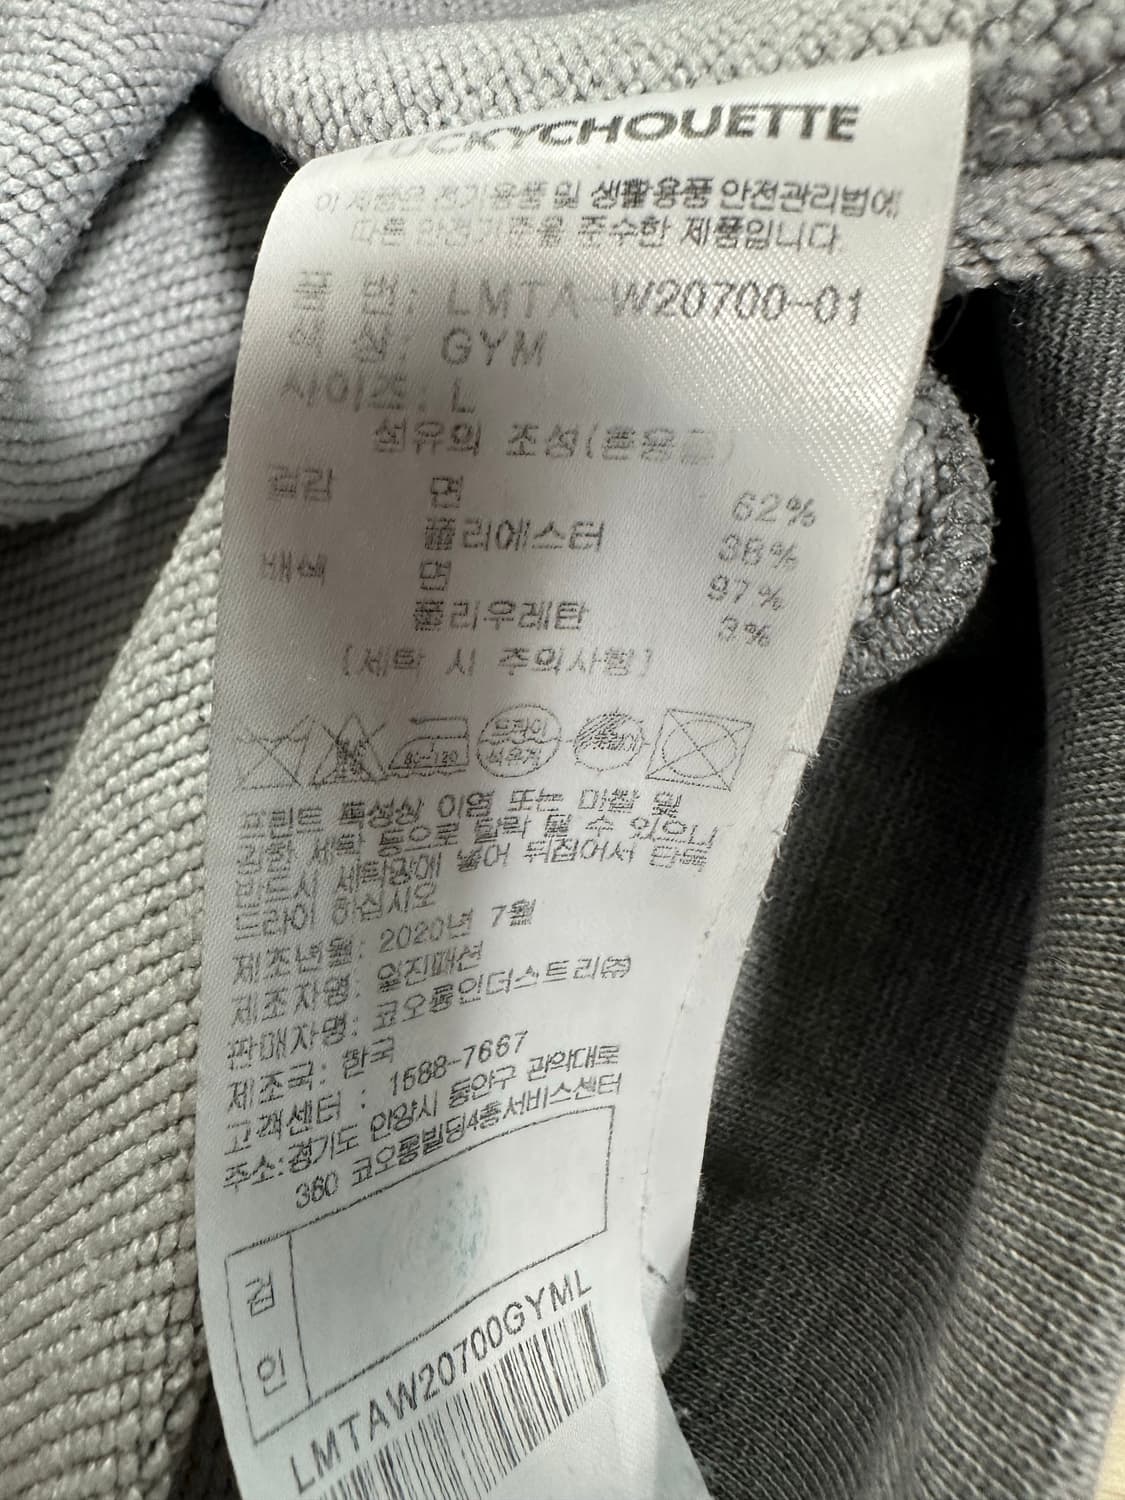 LUCKYCHOUETTE
이 제품은 전기용품 및 생활용품 안전관리법에
따른 안전기준을 준수한 제품입니다.
품 번: LMTA-W20700-01
색 상: GYM
사이즈: L
섬유의 조성(혼용률)
겉감 면 62%
폴리에스터 38%
배색 면 97%
폴리우레탄 3%
[세탁 시 주의사항]
80~120
드라이
석유계
프린트 특성상 이염 또는 마찰 및
강한 세탁 등으로 탈락 될 수 있으니
반드시 세탁망에 넣어 뒤집어서 단독
드라이 하십시오
제조년월: 2020년 7월
제조자명: 일진패션
판매자명: 코오롱인더스트리㈜
제조국: 한국
고객센터 : 1588-7667
주소:경기도 안양시 동안구 관악대로
360 코오롱빌딩4층서비스센터
검
인
LMTAW20700GYML